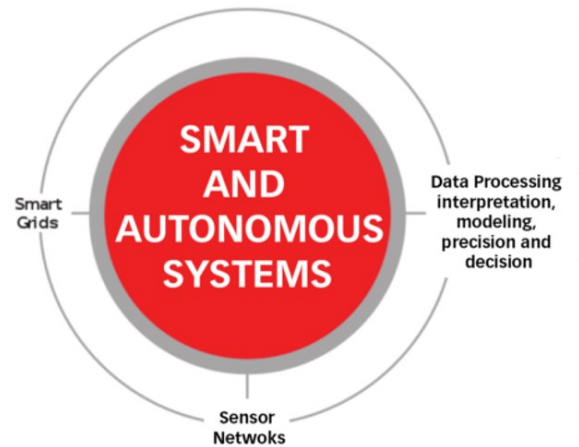 SMART
AND
AUTONOMOUS
SYSTEMS
Smart
Grids
Data Processing
interpretation,
modeling,
precision and
decision
Sensor
Netwoks